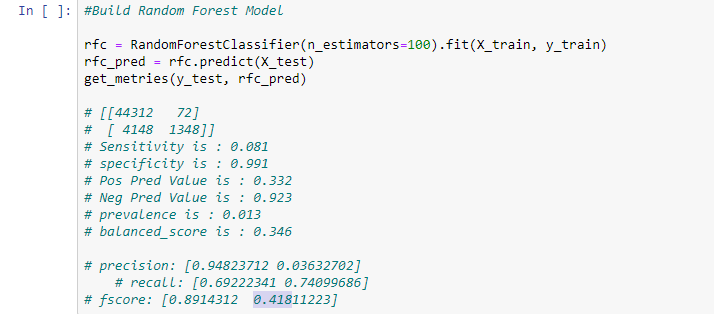 In [ ]: #Build Random Forest Model
rfc = RandomForestClassifier(n_estimators=100).fit(X_train, y_train)
rfc_pred = rfc.predict(X_test)
get_metries(y_test, rfc_pred)
# [[44312   72]
#  [ 4148  1348]]
# Sensitivity is : 0.081
# specificity is : 0.991
# Pos Pred Value is : 0.332
# Neg Pred Value is : 0.923
# prevalence is : 0.013
# balanced_score is : 0.346
# precision: [0.94823712 0.03632702]
# recall: [0.69222341 0.74099686]
# fscore: [0.8914312  0.41811223]